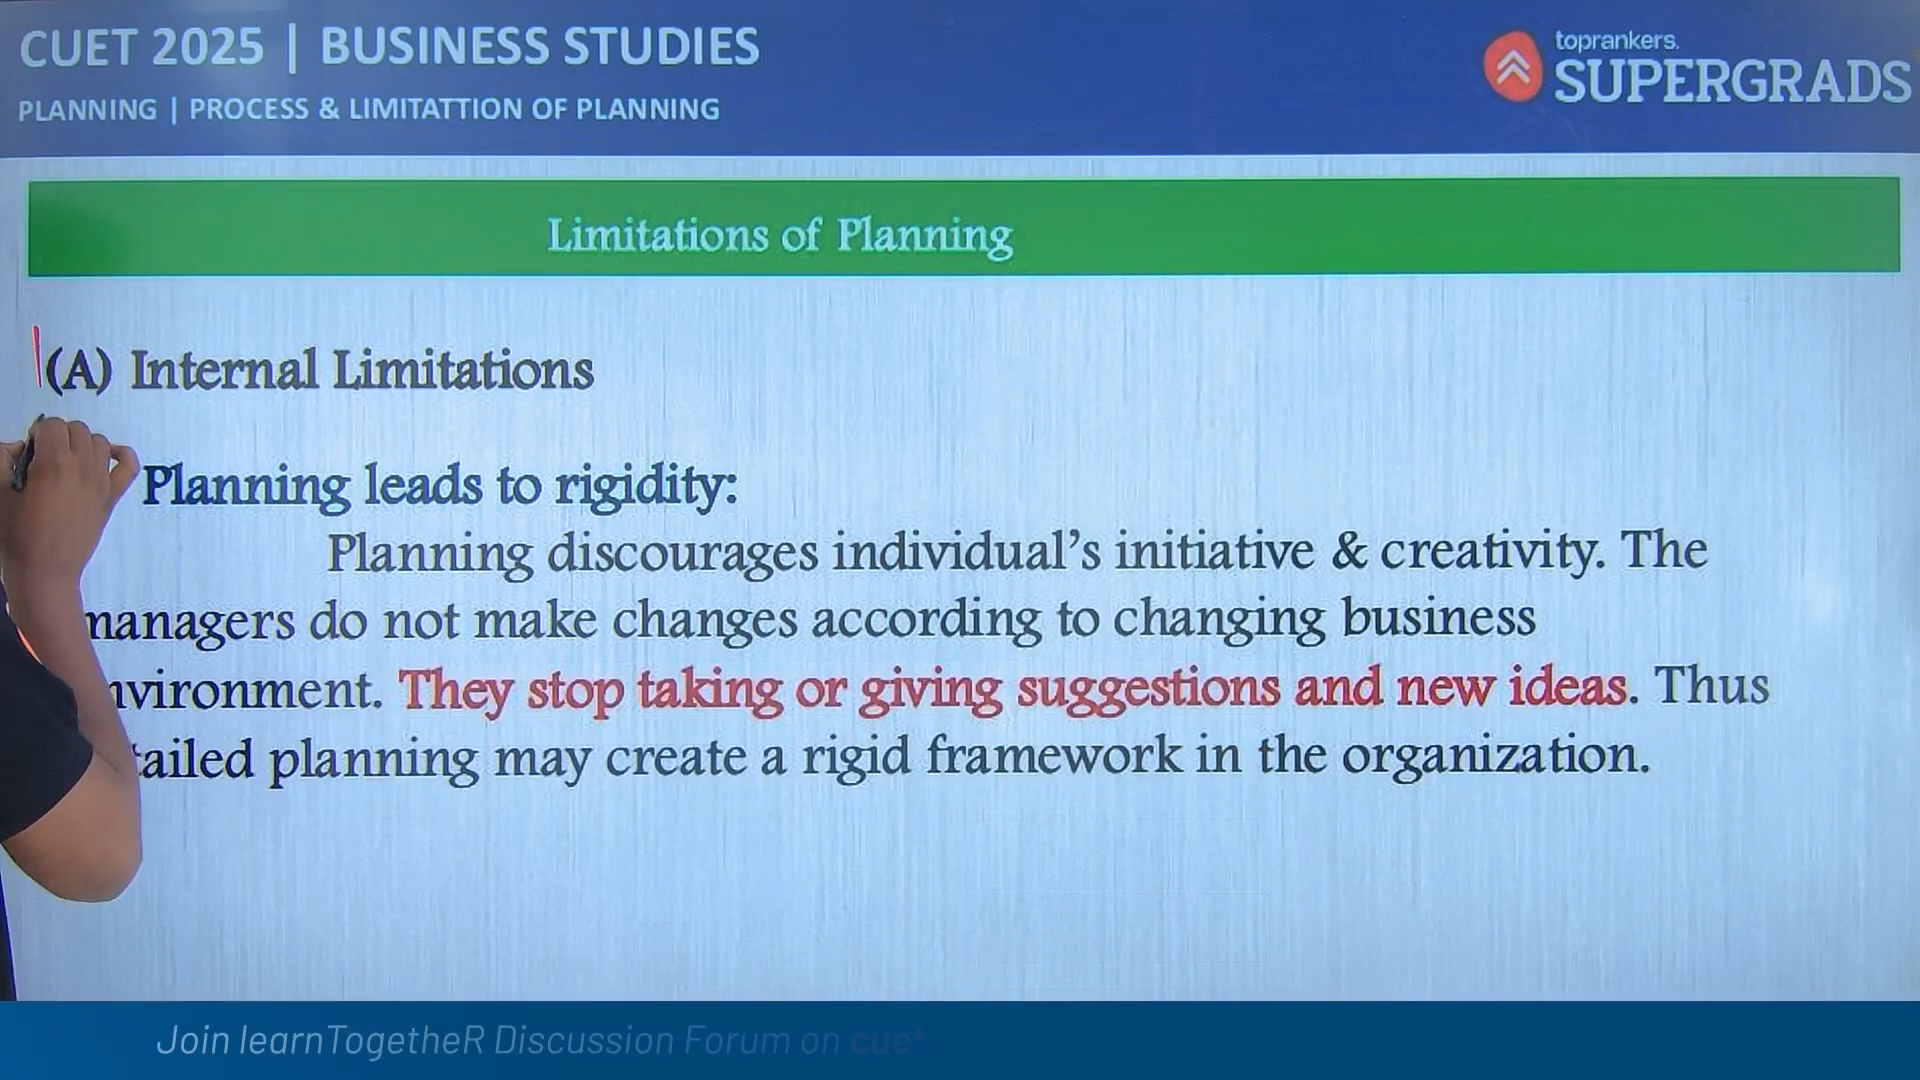 CUET 2025 | BUSINESS STUDIES
PLANNING | PROCESS & LIMITATTION OF PLANNING
toprankers.
SUPERGRADS
Limitations of Planning
(A) Internal Limitations
Planning leads to rigidity:
Planning discourages individual's initiative & creativity. The
managers do not make changes according to changing business
nvironment. They stop taking or giving suggestions and new ideas. Thus
tailed planning may create a rigid framework in the organization.
Join learnTogetheR Discussion Forum on cuet